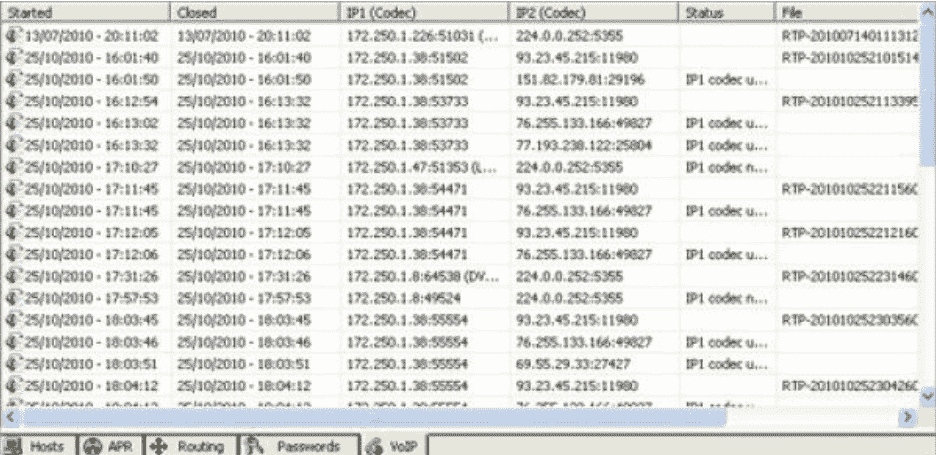 Started Closed IP1 (Codec) IP2 (Codec) Status File
13/07/2010 - 20:11:02 13/07/2010 - 20:11:02 172.250.1.226:51031 (... 224.0.0.252:5355 RTP-201007140111312
25/10/2010 - 16:01:40 25/10/2010 - 16:01:40 172.250.1.38:51502 93.23.45.215:11980 RTP-201010252101514
25/10/2010 - 16:01:50 25/10/2010 - 16:01:50 172.250.1.38:51502 151.82.179.81:29196 IP1 codec u...
25/10/2010 - 16:12:54 25/10/2010 - 16:13:32 172.250.1.38:53733 93.23.45.215:11980 RTP-201010252113395
25/10/2010 - 16:13:02 25/10/2010 - 16:13:32 172.250.1.38:53733 76.255.133.166:49827 IP1 codec u...
25/10/2010 - 16:13:32 25/10/2010 - 16:13:32 172.250.1.38:53733 77.193.238.122:25804 IP1 codec u...
25/10/2010 - 17:10:27 25/10/2010 - 17:10:27 172.250.1.47:51353 (L... 224.0.0.252:5355 IP1 codec n...
25/10/2010 - 17:11:45 25/10/2010 - 17:11:45 172.250.1.38:54471 93.23.45.215:11980 RTP-201010252211560
25/10/2010 - 17:11:45 25/10/2010 - 17:11:45 172.250.1.38:54471 76.255.133.166:49827 IP1 codec u...
25/10/2010 - 17:12:05 25/10/2010 - 17:12:05 172.250.1.38:54471 93.23.45.215:11980 RTP-201010252212160
25/10/2010 - 17:12:06 25/10/2010 - 17:12:06 172.250.1.38:54471 76.255.133.166:49827 IP1 codec u...
25/10/2010 - 17:31:26 25/10/2010 - 17:31:26 172.250.1.8:64538 (DV... 224.0.0.252:5355 RTP-201010252231460
25/10/2010 - 17:57:53 25/10/2010 - 17:57:53 172.250.1.8:49524 224.0.0.252:5355 IP1 codec n...
25/10/2010 - 18:03:45 25/10/2010 - 18:03:45 172.250.1.38:55554 93.23.45.215:11980 RTP-201010252303560
25/10/2010 - 18:03:46 25/10/2010 - 18:03:46 172.250.1.38:55554 76.255.133.166:49827 IP1 codec u...
25/10/2010 - 18:03:51 25/10/2010 - 18:03:51 172.250.1.38:55554 69.55.29.33:27427 IP1 codec u...
25/10/2010 - 18:04:12 25/10/2010 - 18:04:12 172.250.1.38:55554 93.23.45.215:11980 RTP-201010252304260
Hosts APR Routing Passwords VoIP